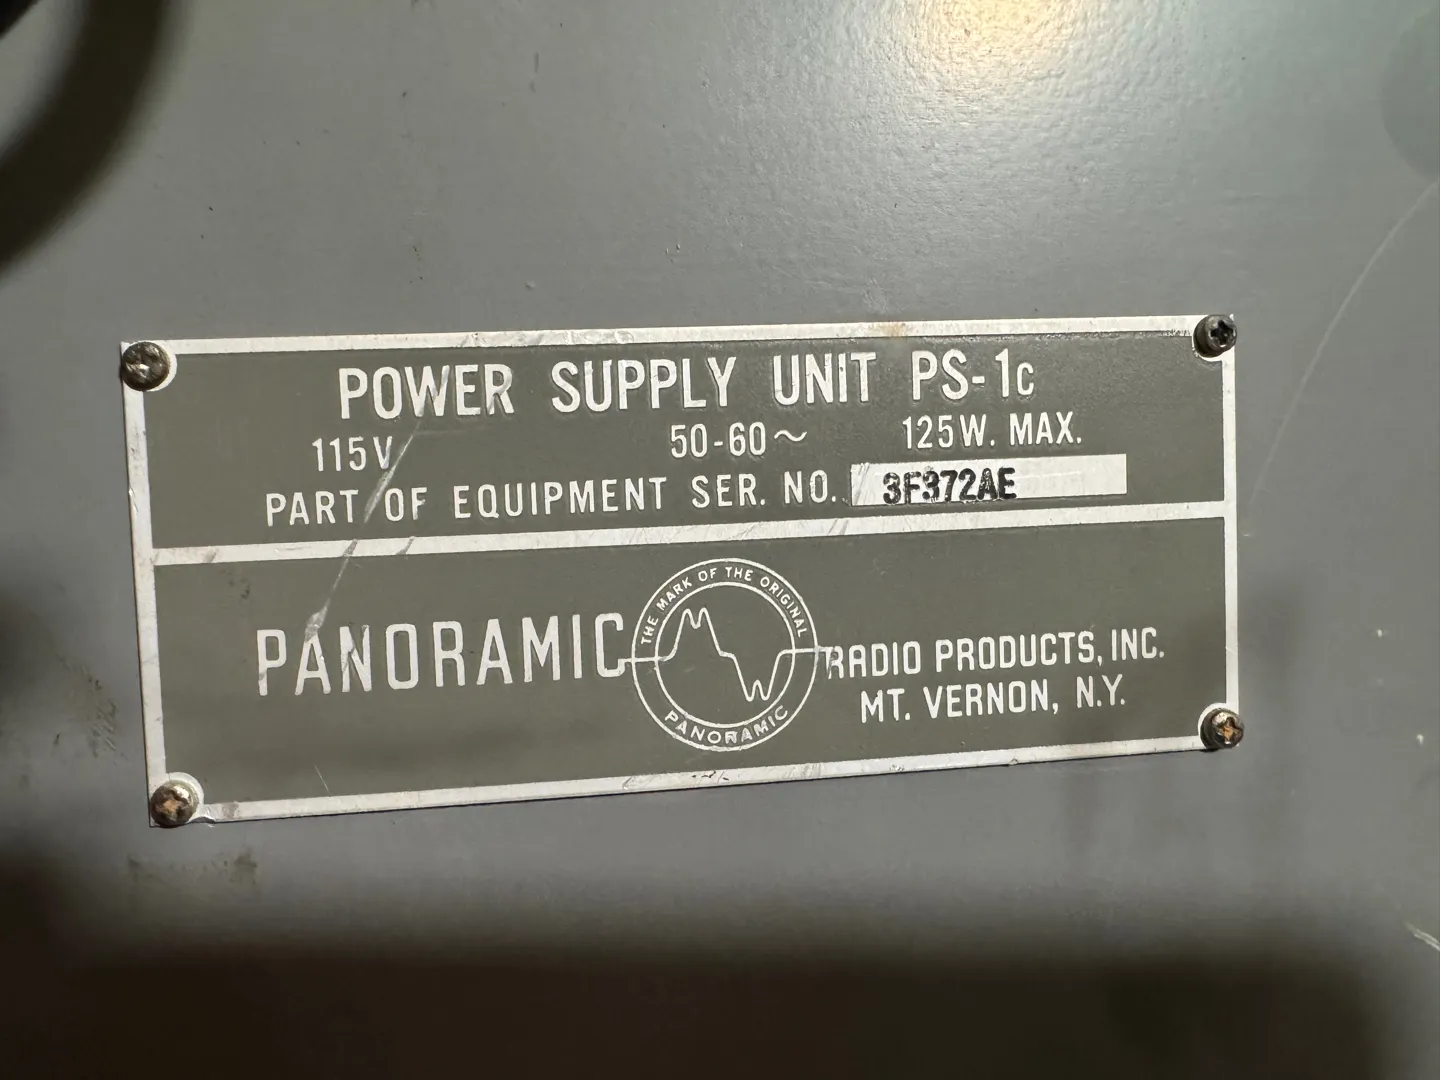 POWER SUPPLY UNIT PS-1c
115V 50-60~ 125W. MAX.
PART OF EQUIPMENT SER. NO. 3F372AE
PANORAMIC
THE MARK OF THE ORIGINAL
PANORAMIC
RADIO PRODUCTS, INC.
MT. VERNON, N.Y.